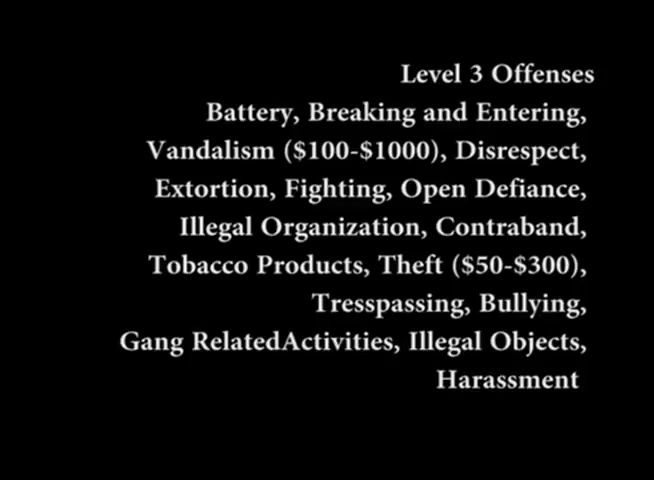 Level 3 Offenses
Battery, Breaking and Entering,
Vandalism ($100-$1000), Disrespect,
Extortion, Fighting, Open Defiance,
Illegal Organization, Contraband,
Tobacco Products, Theft ($50-$300),
Tresspassing, Bullying,
Gang RelatedActivities, Illegal Objects,
Harassment